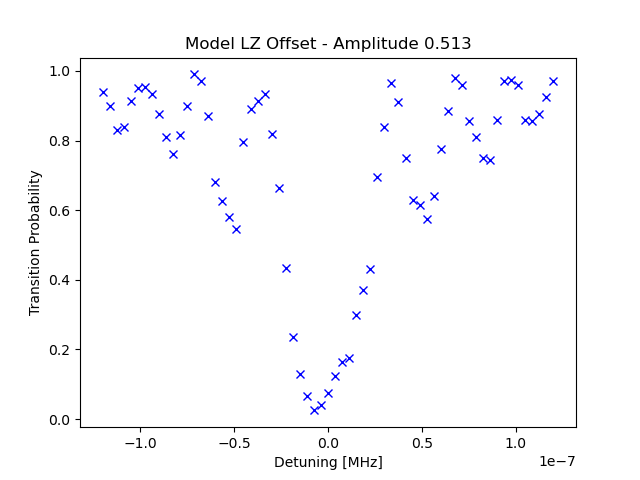 Model LZ Offset - Amplitude 0.513
1.0
0.8
0.6
0.4
0.2
0.0
Transition Probability
−1.0 −0.5 0.0 0.5 1.0
1e−7
Detuning [MHz]